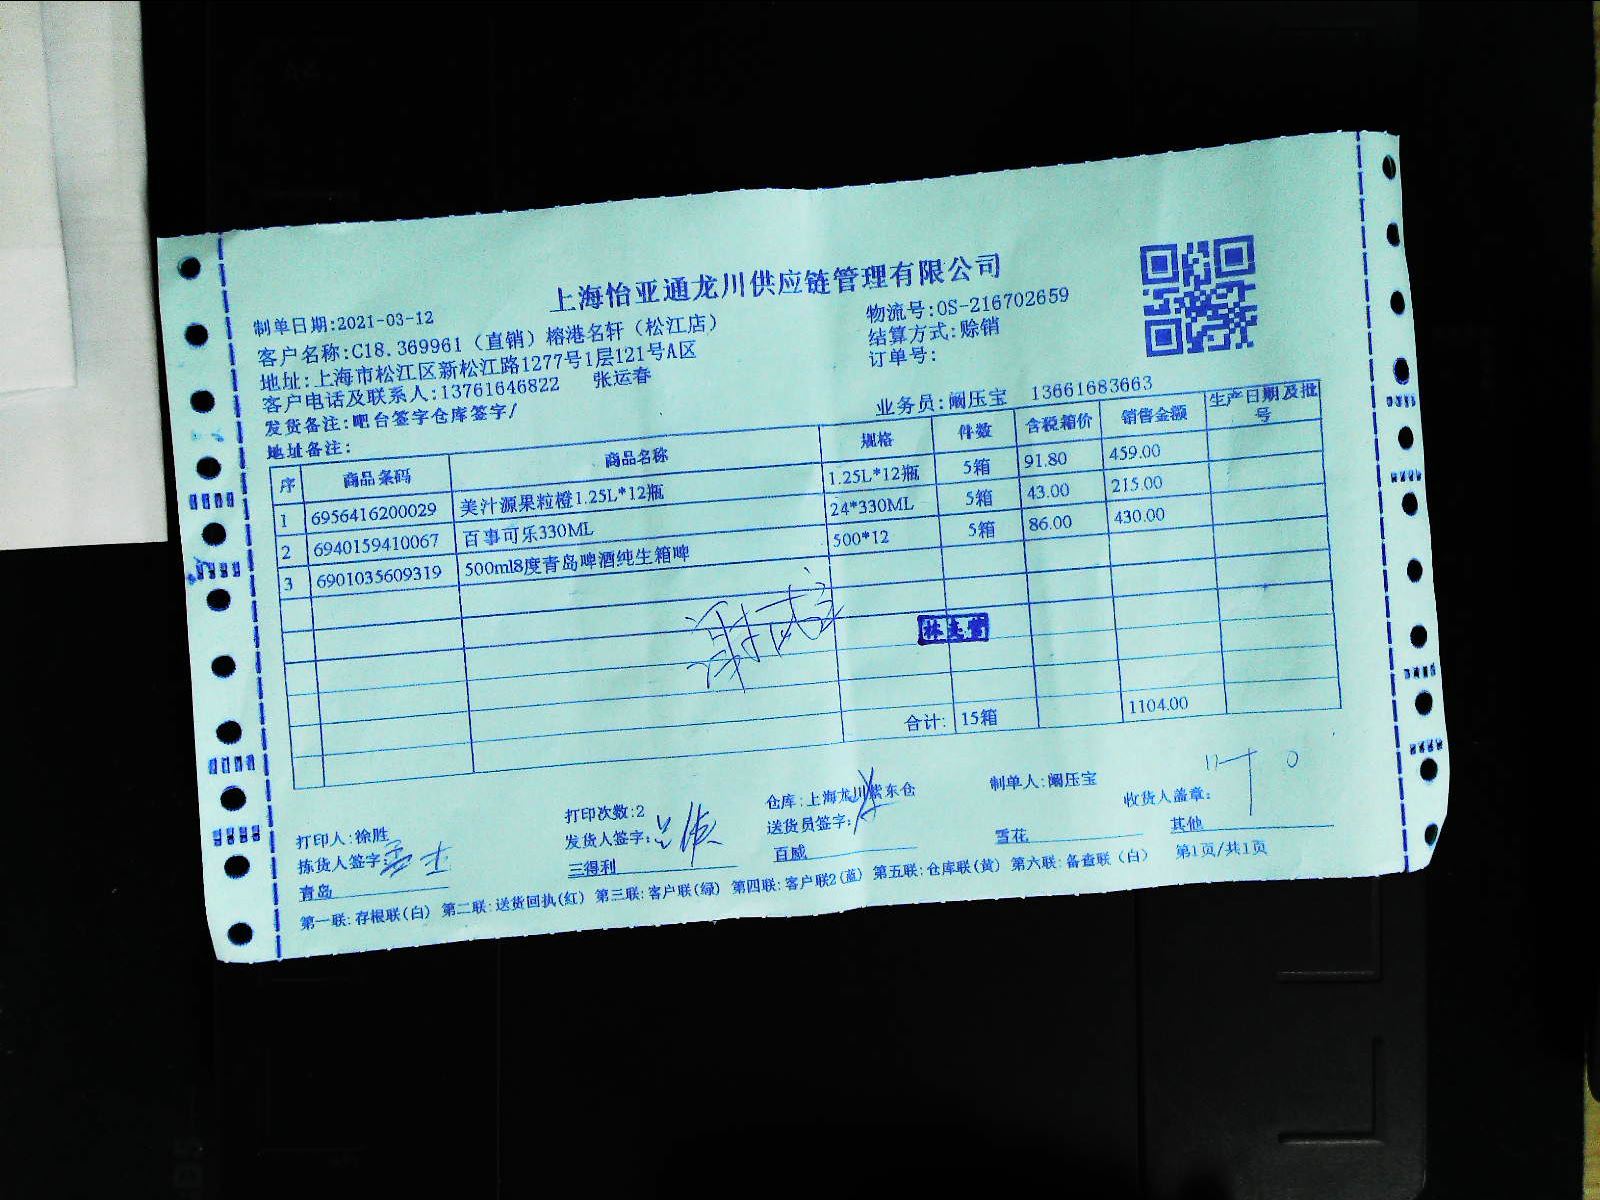 上海怡亚通龙川供应链管理有限公司
制单日期:2021-03-12
物流号:OS-216702659
客户名称:C18.369961（直销）榕港名轩（松江店）
结算方式:赊销
地址:上海市松江区新松江路1277号1层121号A区
订单号:
客户电话及联系人:13761646822 张运春
发货备注:吧台签字仓库签字/
业务员:阚压宝 13661683663
地址备注:
序 商品条码 商品名称 规格 件数 含税箱价 销售金额 生产日期及批号
1 6956416200029 美汁源果粒橙1.25L*12瓶 1.25L*12瓶 5箱 91.80 459.00
2 6940159410067 百事可乐330ML 24*330ML 5箱 43.00 215.00
3 6901035609319 500ml8度青岛啤酒纯生箱啤 500*12 5箱 86.00 430.00
合计: 15箱 1104.00
打印人:徐胜 打印次数:2 仓库:上海龙川紫东仓 制单人:阚压宝 收货人盖章:
拣货人签字: 发货人签字: 送货员签字:
青岛 三得利 百威 雪花 其他
第一联:存根联(白) 第二联:送货回执(红) 第三联:客户联(绿) 第四联:客户联2(蓝) 第五联:仓库联(黄) 第六联:备查联（白） 第1页/共1页